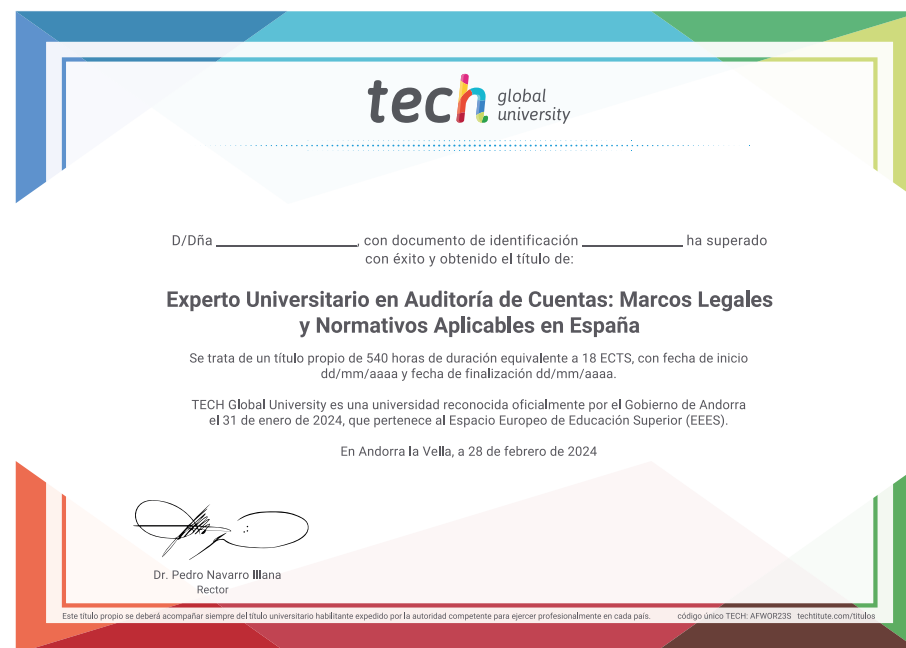 tech global university
D/Dña ________________, con documento de identificación ____________ ha superado
con éxito y obtenido el título de:
Experto Universitario en Auditoría de Cuentas: Marcos Legales
y Normativos Aplicables en España
Se trata de un título propio de 540 horas de duración equivalente a 18 ECTS, con fecha de inicio
dd/mm/aaaa y fecha de finalización dd/mm/aaaa.
TECH Global University es una universidad reconocida oficialmente por el Gobierno de Andorra
el 31 de enero de 2024, que pertenece al Espacio Europeo de Educación Superior (EEES).
En Andorra la Vella, a 28 de febrero de 2024
Dr. Pedro Navarro Illana
Rector
Este título propio se deberá acompañar siempre del título universitario habilitante expedido por la autoridad competente para ejercer profesionalmente en cada país. código único TECH: AFWOR23S techtitute.com/titulos